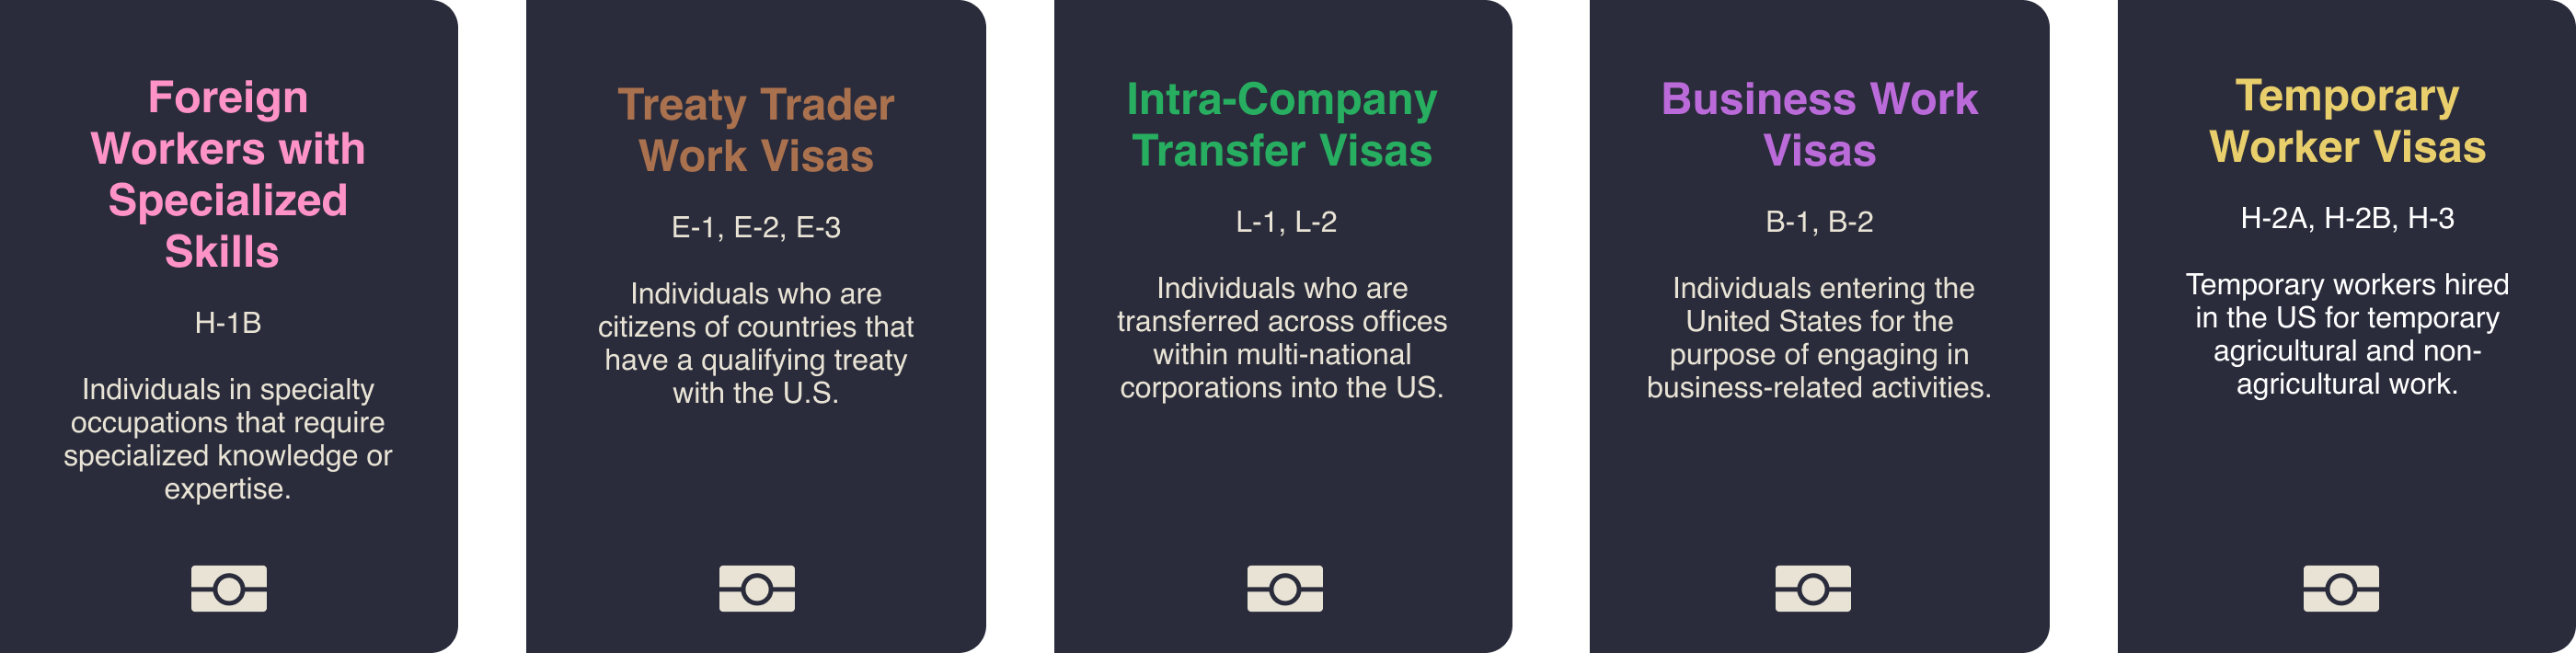 Foreign
Workers with
Specialized
Skills
H-1B
Individuals in specialty
occupations that require
specialized knowledge or
expertise.
Treaty Trader
Work Visas
E-1, E-2, E-3
Individuals who are
citizens of countries that
have a qualifying treaty
with the U.S.
Intra-Company
Transfer Visas
L-1, L-2
Individuals who are
transferred across offices
within multi-national
corporations into the US.
Business Work
Visas
B-1, B-2
Individuals entering the
United States for the
purpose of engaging in
business-related activities.
Temporary
Worker Visas
H-2A, H-2B, H-3
Temporary workers hired
in the US for temporary
agricultural and non-
agricultural work.